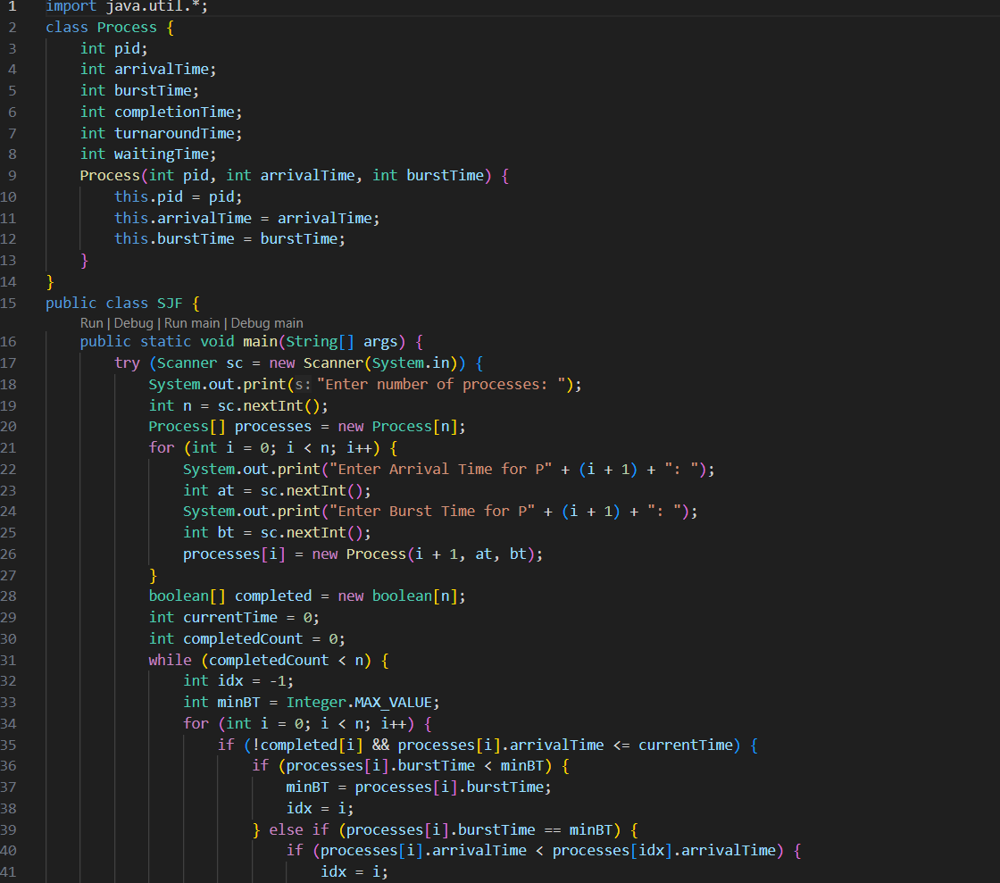 1 import java.util.*;
2 class Process {
3     int pid;
4     int arrivalTime;
5     int burstTime;
6     int completionTime;
7     int turnaroundTime;
8     int waitingTime;
9     Process(int pid, int arrivalTime, int burstTime) {
10         this.pid = pid;
11         this.arrivalTime = arrivalTime;
12         this.burstTime = burstTime;
13     }
14 }
15 public class SJF {
    Run | Debug | Run main | Debug main
16     public static void main(String[] args) {
17         try (Scanner sc = new Scanner(System.in)) {
18             System.out.print(s: "Enter number of processes: ");
19             int n = sc.nextInt();
20             Process[] processes = new Process[n];
21             for (int i = 0; i < n; i++) {
22                 System.out.print("Enter Arrival Time for P" + (i + 1) + ": ");
23                 int at = sc.nextInt();
24                 System.out.print("Enter Burst Time for P" + (i + 1) + ": ");
25                 int bt = sc.nextInt();
26                 processes[i] = new Process(i + 1, at, bt);
27             }
28             boolean[] completed = new boolean[n];
29             int currentTime = 0;
30             int completedCount = 0;
31             while (completedCount < n) {
32                 int idx = -1;
33                 int minBT = Integer.MAX_VALUE;
34                 for (int i = 0; i < n; i++) {
35                     if (!completed[i] && processes[i].arrivalTime <= currentTime) {
36                         if (processes[i].burstTime < minBT) {
37                             minBT = processes[i].burstTime;
38                             idx = i;
39                         } else if (processes[i].burstTime == minBT) {
40                             if (processes[i].arrivalTime < processes[idx].arrivalTime) {
41                                 idx = i;